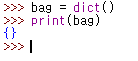 >>> bag = dict()
>>> print(bag)
{}
>>>